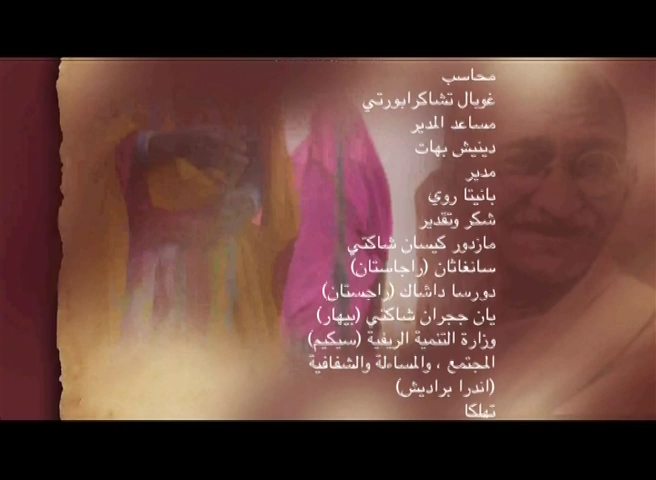 محاسب
غوبال تشاكرابورتي
مساعد المدير
دينيش بهات
مدير
بانيتا روي
شكر وتقدير
مازدور كيسان شاكتي
سانغاثان (راجاستان)
دورسا داشاك (راجستان)
يان ججران شاكتي (بيهار)
وزارة التنمية الريفية (سيكيم)
المجتمع ، والمساءلة والشفافية
(اندرا براديش)
تهلكا